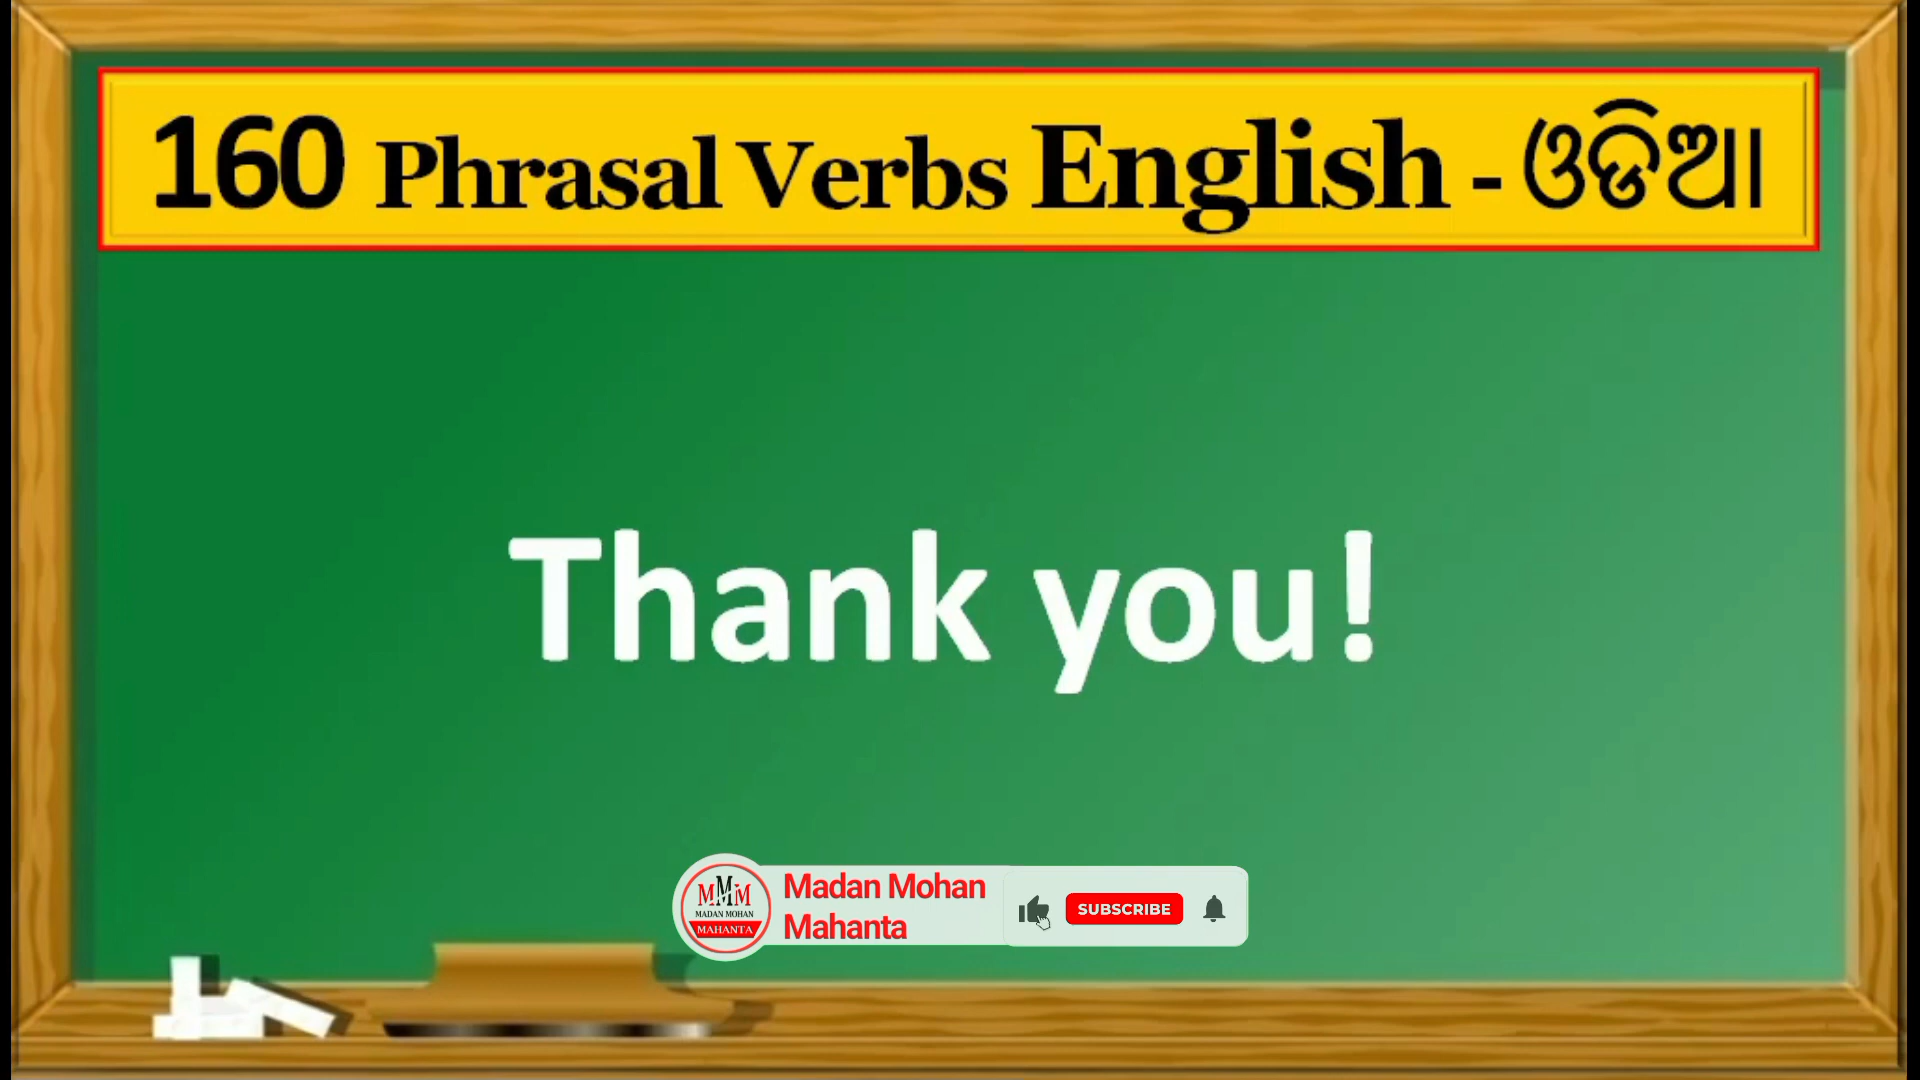 160 Phrasal Verbs English - ଓଡିଆ
Thank you!
MMM
MADAN MOHAN
MAHANTA
Madan Mohan
Mahanta
SUBSCRIBE